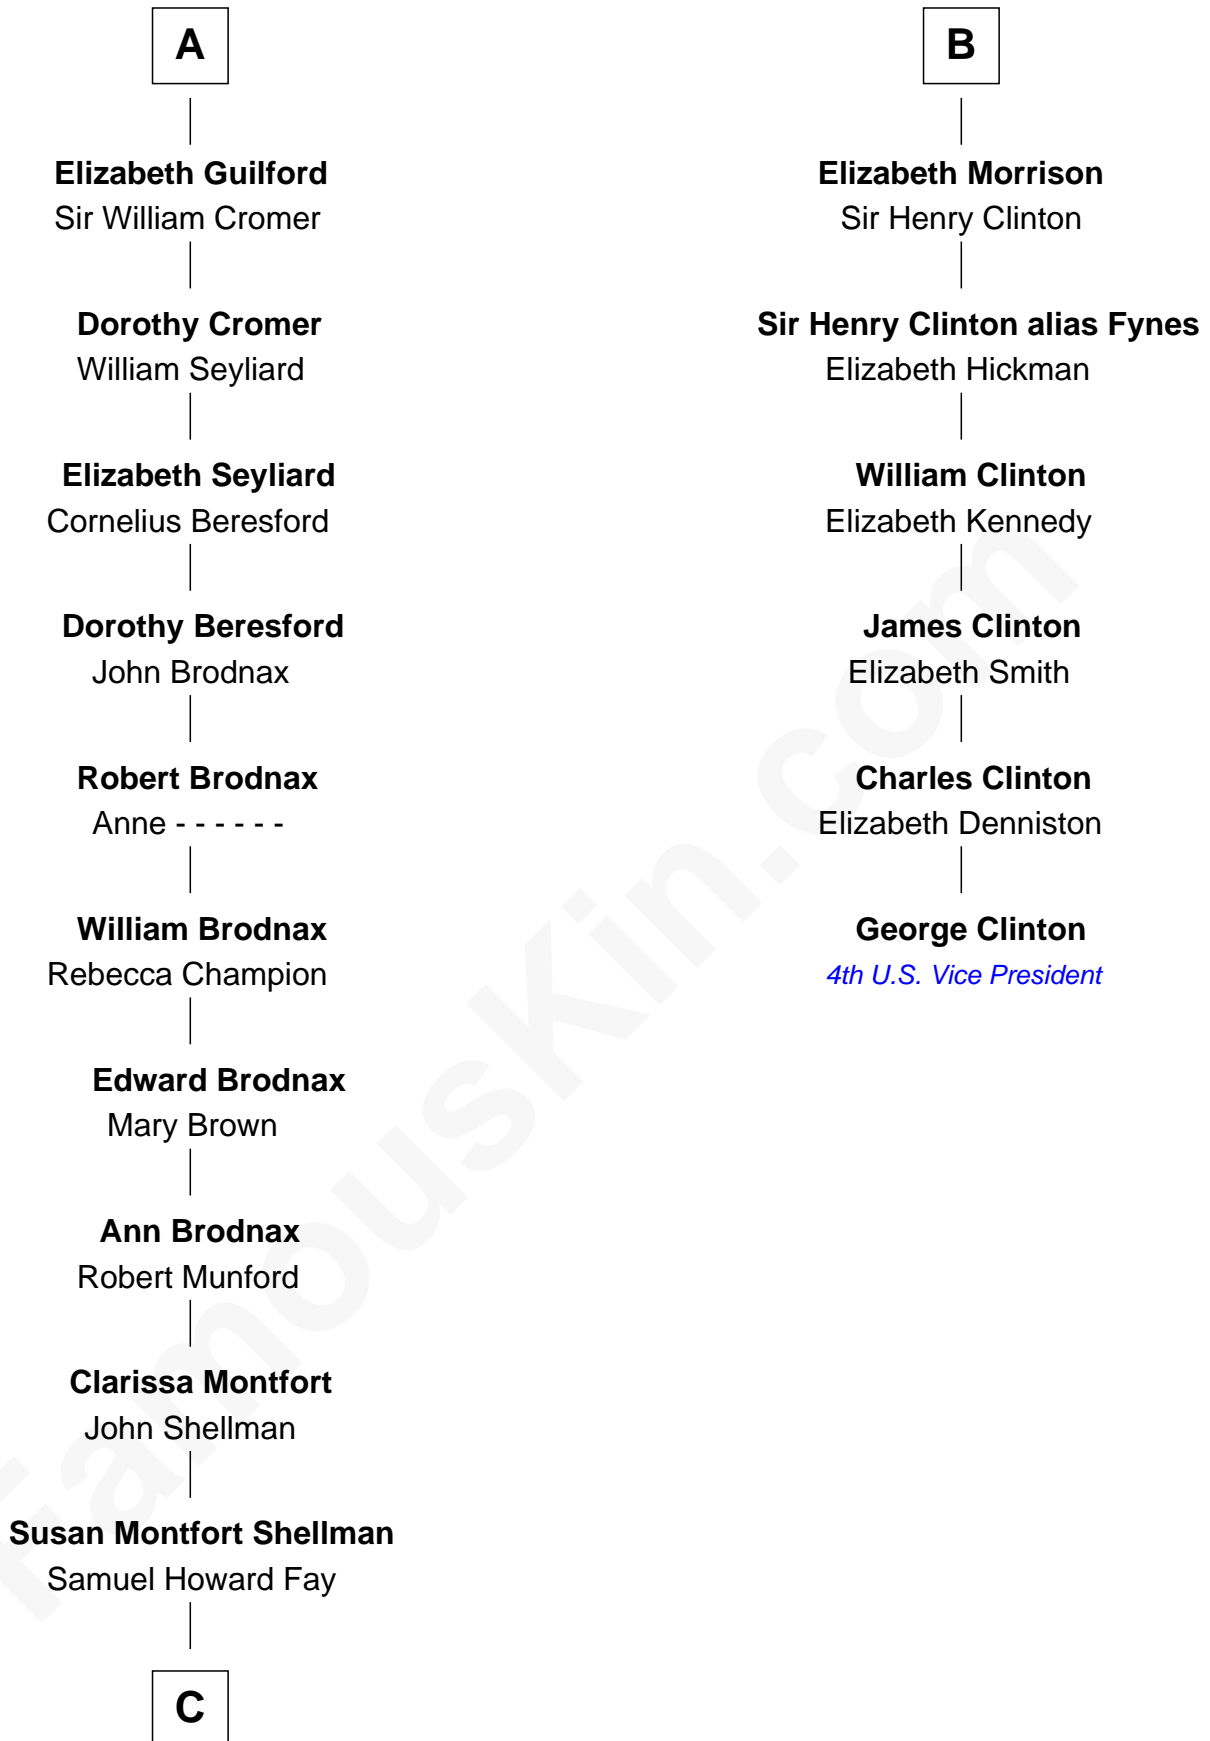 A
Elizabeth Guilford
Sir William Cromer
Dorothy Cromer
William Seyliard
Elizabeth Seyliard
Cornelius Beresford
Dorothy Beresford
John Brodnax
Robert Brodnax
Anne - - - - - -
William Brodnax
Rebecca Champion
Edward Brodnax
Mary Brown
Ann Brodnax
Robert Munford
Clarissa Montfort
John Shellman
Susan Montfort Shellman
Samuel Howard Fay
C
B
Elizabeth Morrison
Sir Henry Clinton
Sir Henry Clinton alias Fynes
Elizabeth Hickman
William Clinton
Elizabeth Kennedy
James Clinton
Elizabeth Smith
Charles Clinton
Elizabeth Denniston
George Clinton
4th U.S. Vice President
FamousKin.com